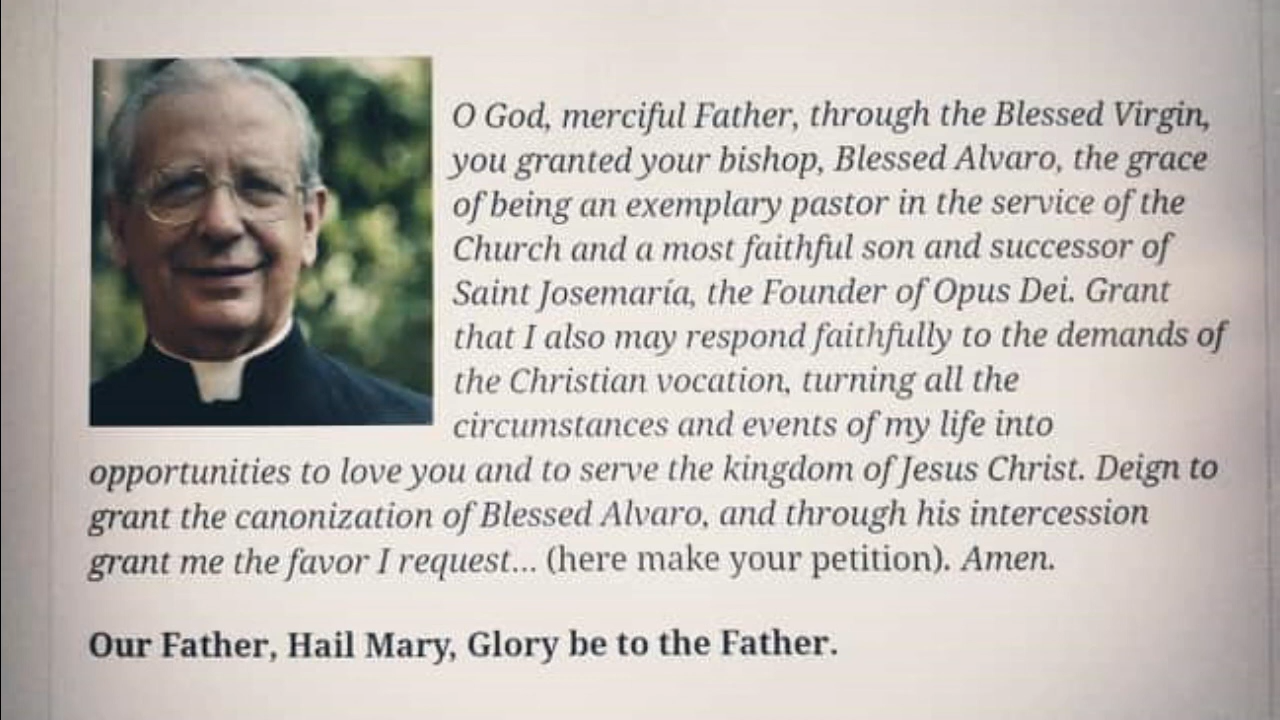 O God, merciful Father, through the Blessed Virgin,
you granted your bishop, Blessed Alvaro, the grace
of being an exemplary pastor in the service of the
Church and a most faithful son and successor of
Saint Josemaría, the Founder of Opus Dei. Grant
that I also may respond faithfully to the demands of
the Christian vocation, turning all the
circumstances and events of my life into
opportunities to love you and to serve the kingdom of Jesus Christ. Deign to
grant the canonization of Blessed Alvaro, and through his intercession
grant me the favor I request... (here make your petition). Amen.
Our Father, Hail Mary, Glory be to the Father.